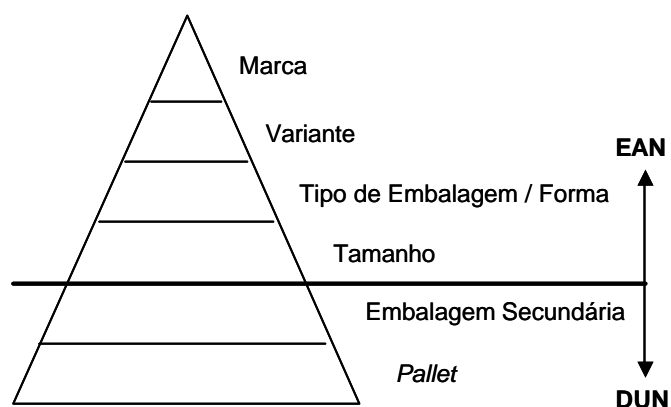 Marca
Variante
EAN
Tipo de Embalagem / Forma
Tamanho
Embalagem Secundária
Pallet
DUN